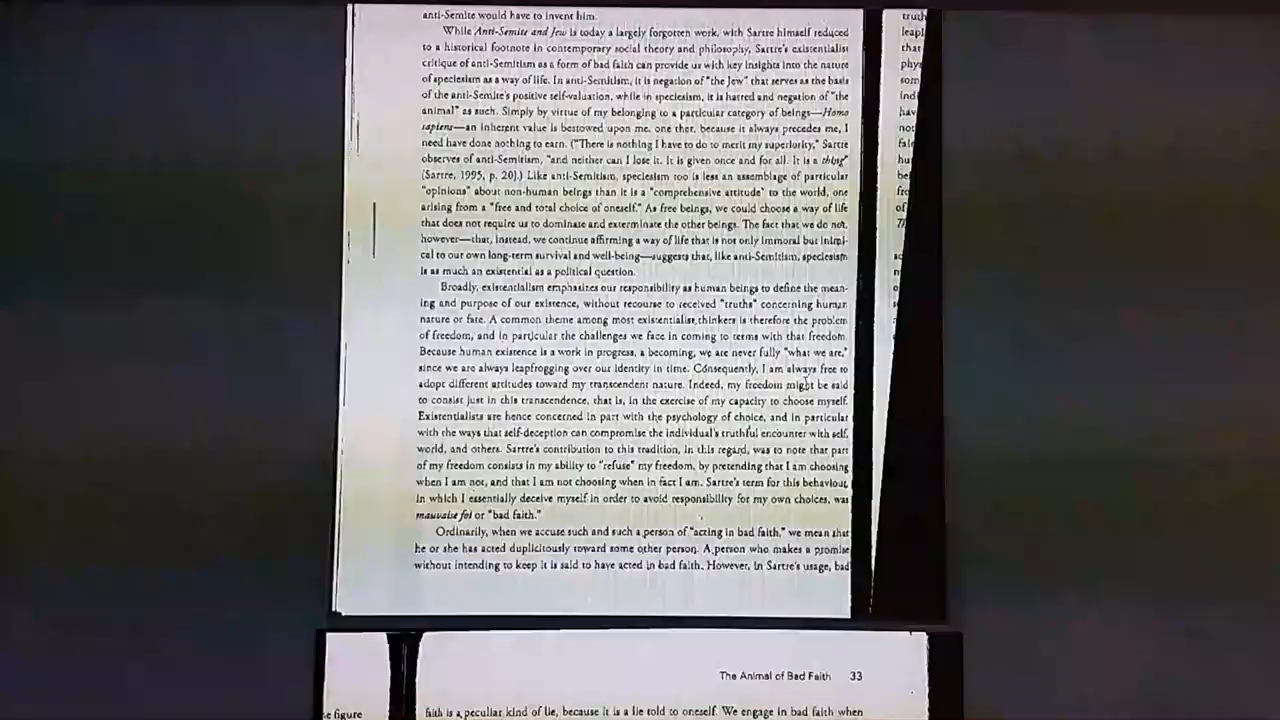 anti-Semite would have to invent him.
While Anti-Semite and Jew is today a largely forgotten work, with Sartre himself reduced
to a historical footnote in contemporary social theory and philosophy, Sartre's existentialist
critique of anti-Semitism as a form of bad faith can provide us with key insights into the nature
of speciesism as a way of life. In anti-Semitism, it is negation of "the Jew" that serves as the basis
of the anti-Semite's positive self-valuation, while in speciesism, it is hatred and negation of "the
animal" as such. Simply by virtue of my belonging to a particular category of beings—Homo
sapiens—an inherent value is bestowed upon me, one that, because it always precedes me, I
need have done nothing to earn. ("There is nothing I have to do to merit my superiority," Sartre
observes of anti-Semitism, "and neither can I lose it. It is given once and for all. It is a thing"
[Sartre, 1995, p. 20].) Like anti-Semitism, speciesism too is less an assemblage of particular
"opinions" about non-human beings than it is a "comprehensive attitude" to the world, one
arising from a "free and total choice of oneself." As free beings, we could choose a way of life
that does not require us to dominate and exterminate the other beings. The fact that we do not,
however—that, instead, we continue affirming a way of life that is not only immoral but inimi-
cal to our own long-term survival and well-being—suggests that, like anti-Semitism, speciesism
is as much an existential as a political question.
Broadly, existentialism emphasizes our responsibility as human beings to define the mean-
ing and purpose of our existence, without recourse to received "truths" concerning human
nature or fate. A common theme among most existentialist thinkers is therefore the problem
of freedom, and in particular the challenges we face in coming to terms with that freedom.
Because human existence is a work in progress, a becoming, we are never fully "what we are,"
since we are always leapfrogging over our identity in time. Consequently, I am always free to
adopt different attitudes toward my transcendent nature. Indeed, my freedom might be said
to consist just in this transcendence, that is, in the exercise of my capacity to choose myself.
Existentialists are hence concerned in part with the psychology of choice, and in particular
with the ways that self-deception can compromise the individual's truthful encounter with self,
world, and others. Sartre's contribution to this tradition, in this regard, was to note that part
of my freedom consists in my ability to "refuse" my freedom, by pretending that I am choosing
when I am not, and that I am not choosing when in fact I am. Sartre's term for this behaviour,
in which I essentially deceive myself in order to avoid responsibility for my own choices, was
mauvaise foi or "bad faith."
Ordinarily, when we accuse such and such a person of "acting in bad faith," we mean that
he or she has acted duplicitously toward some other person. A person who makes a promise
without intending to keep it is said to have acted in bad faith. However, in Sartre's usage, bad
truth
leapf
that
phys
som
indi
hav
not
fals
hu
be
fro
of
The Animal of Bad Faith 33
figure
faith is a peculiar kind of lie, because it is a lie told to oneself. We engage in bad faith when